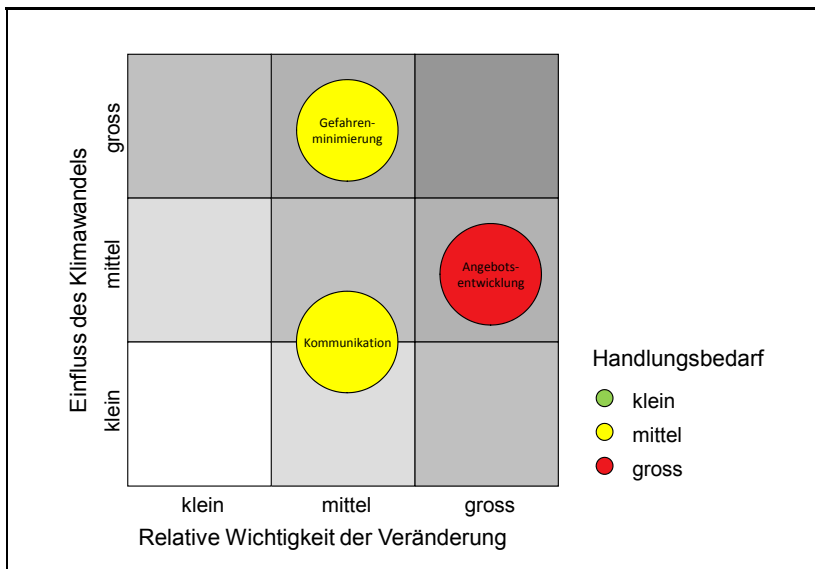 Einfluss des Klimawandels
gross
mittel
klein
Gefahren-
minimierung
Angebots-
entwicklung
Kommunikation
klein
mittel
gross
Relative Wichtigkeit der Veränderung
Handlungsbedarf
klein
mittel
gross